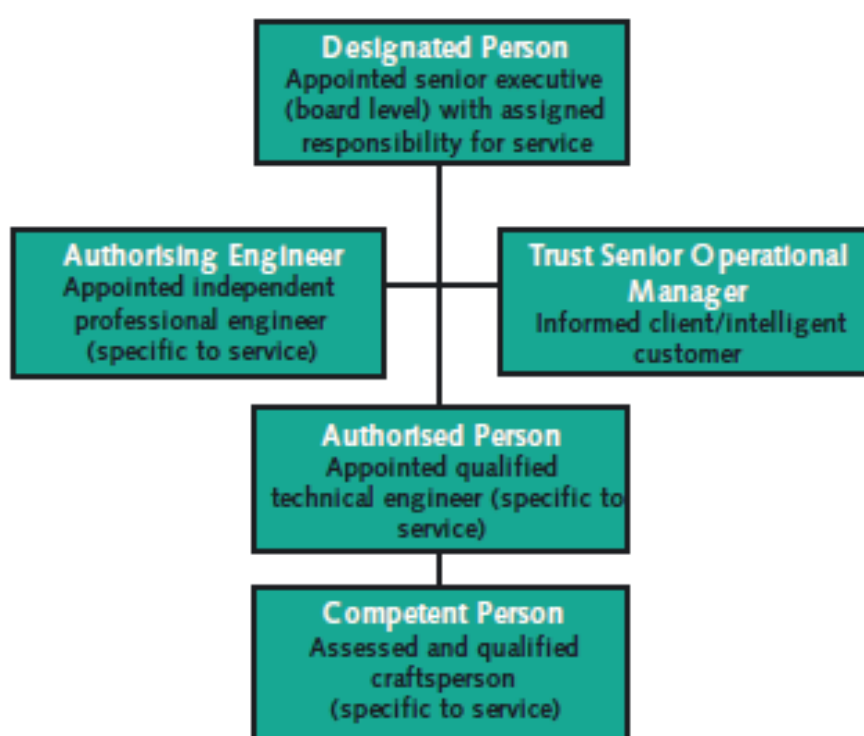 Designated Person
Appointed senior executive
(board level) with assigned
responsibility for service
Authorising Engineer
Appointed independent
professional engineer
(specific to service)
Trust Senior Operational
Manager
Informed client/intelligent
customer
Authorised Person
Appointed qualified
technical engineer (specific to
service)
Competent Person
Assessed and qualified
craftsperson
(specific to service)